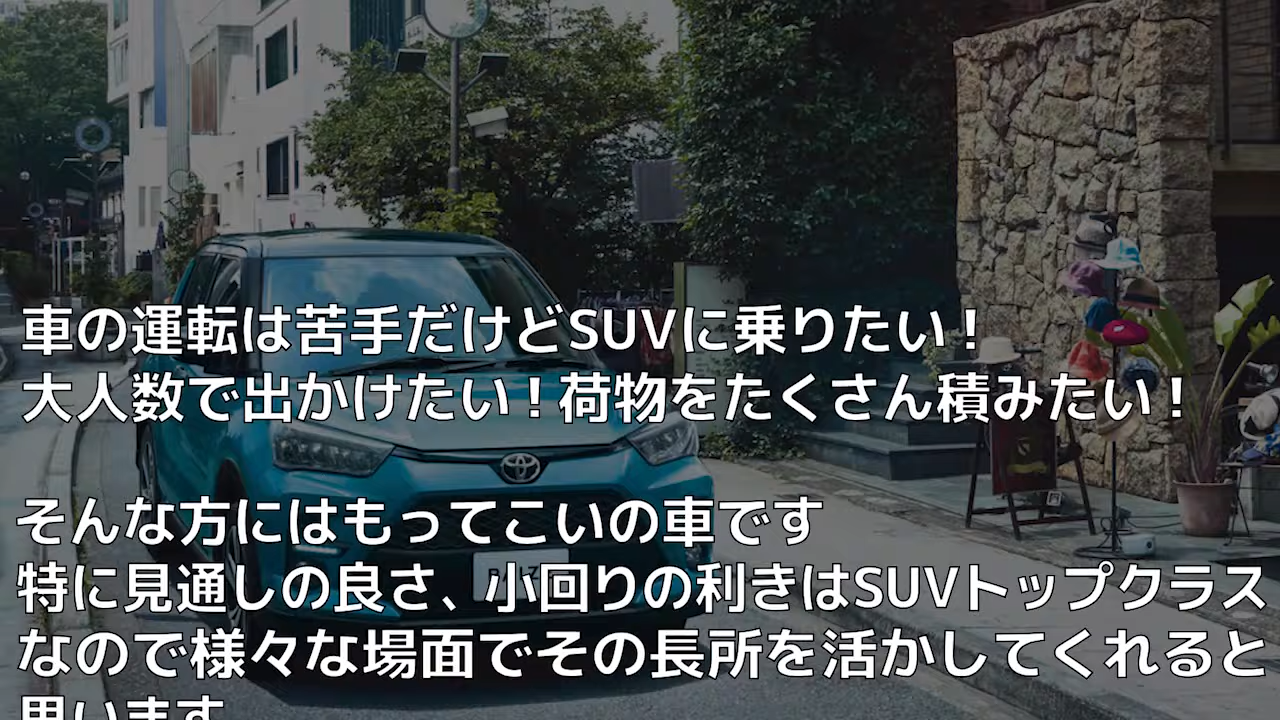 車の運転は苦手だけどSUVに乗りたい！
大人数で出かけたい！荷物をたくさん積みたい！
そんな方にはもってこいの車です
特に見通しの良さ、小回りの利きはSUVトップクラス
なので様々な場面でその長所を活かしてくれると
思います